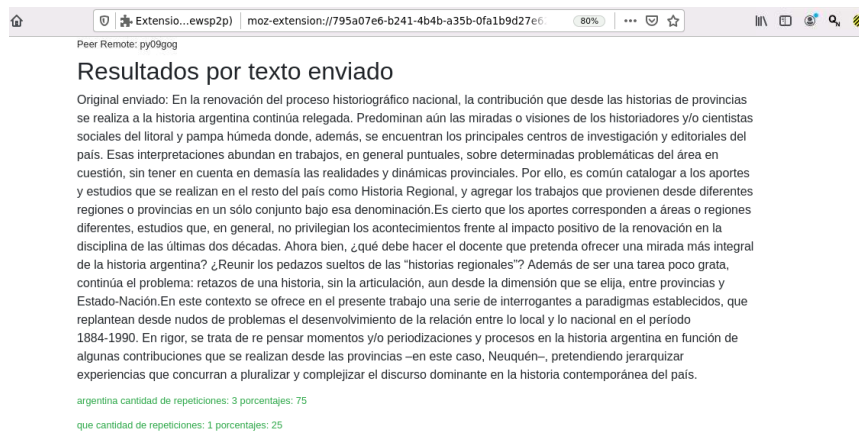 Extensio…ewsp2p) moz-extension://795a07e6-b241-4b4b-a35b-0fa1b9d27e6 80%
Peer Remote: py09gog
Resultados por texto enviado
Original enviado: En la renovación del proceso historiográfico nacional, la contribución que desde las historias de provincias
se realiza a la historia argentina continúa relegada. Predominan aún las miradas o visiones de los historiadores y/o cientistas
sociales del litoral y pampa húmeda donde, además, se encuentran los principales centros de investigación y editoriales del
país. Esas interpretaciones abundan en trabajos, en general puntuales, sobre determinadas problemáticas del área en
cuestión, sin tener en cuenta en demasía las realidades y dinámicas provinciales. Por ello, es común catalogar a los aportes
y estudios que se realizan en el resto del país como Historia Regional, y agregar los trabajos que provienen desde diferentes
regiones o provincias en un sólo conjunto bajo esa denominación.Es cierto que los aportes corresponden a áreas o regiones
diferentes, estudios que, en general, no privilegian los acontecimientos frente al impacto positivo de la renovación en la
disciplina de las últimas dos décadas. Ahora bien, ¿qué debe hacer el docente que pretenda ofrecer una mirada más integral
de la historia argentina? ¿Reunir los pedazos sueltos de las “historias regionales”? Además de ser una tarea poco grata,
continúa el problema: retazos de una historia, sin la articulación, aun desde la dimensión que se elija, entre provincias y
Estado-Nación.En este contexto se ofrece en el presente trabajo una serie de interrogantes a paradigmas establecidos, que
replantean desde nudos de problemas el desenvolvimiento de la relación entre lo local y lo nacional en el período
1884-1990. En rigor, se trata de re pensar momentos y/o periodizaciones y procesos en la historia argentina en función de
algunas contribuciones que se realizan desde las provincias –en este caso, Neuquén–, pretendiendo jerarquizar
experiencias que concurran a pluralizar y complejizar el discurso dominante en la historia contemporánea del país.
argentina cantidad de repeticiones: 3 porcentajes: 75
que cantidad de repeticiones: 1 porcentajes: 25